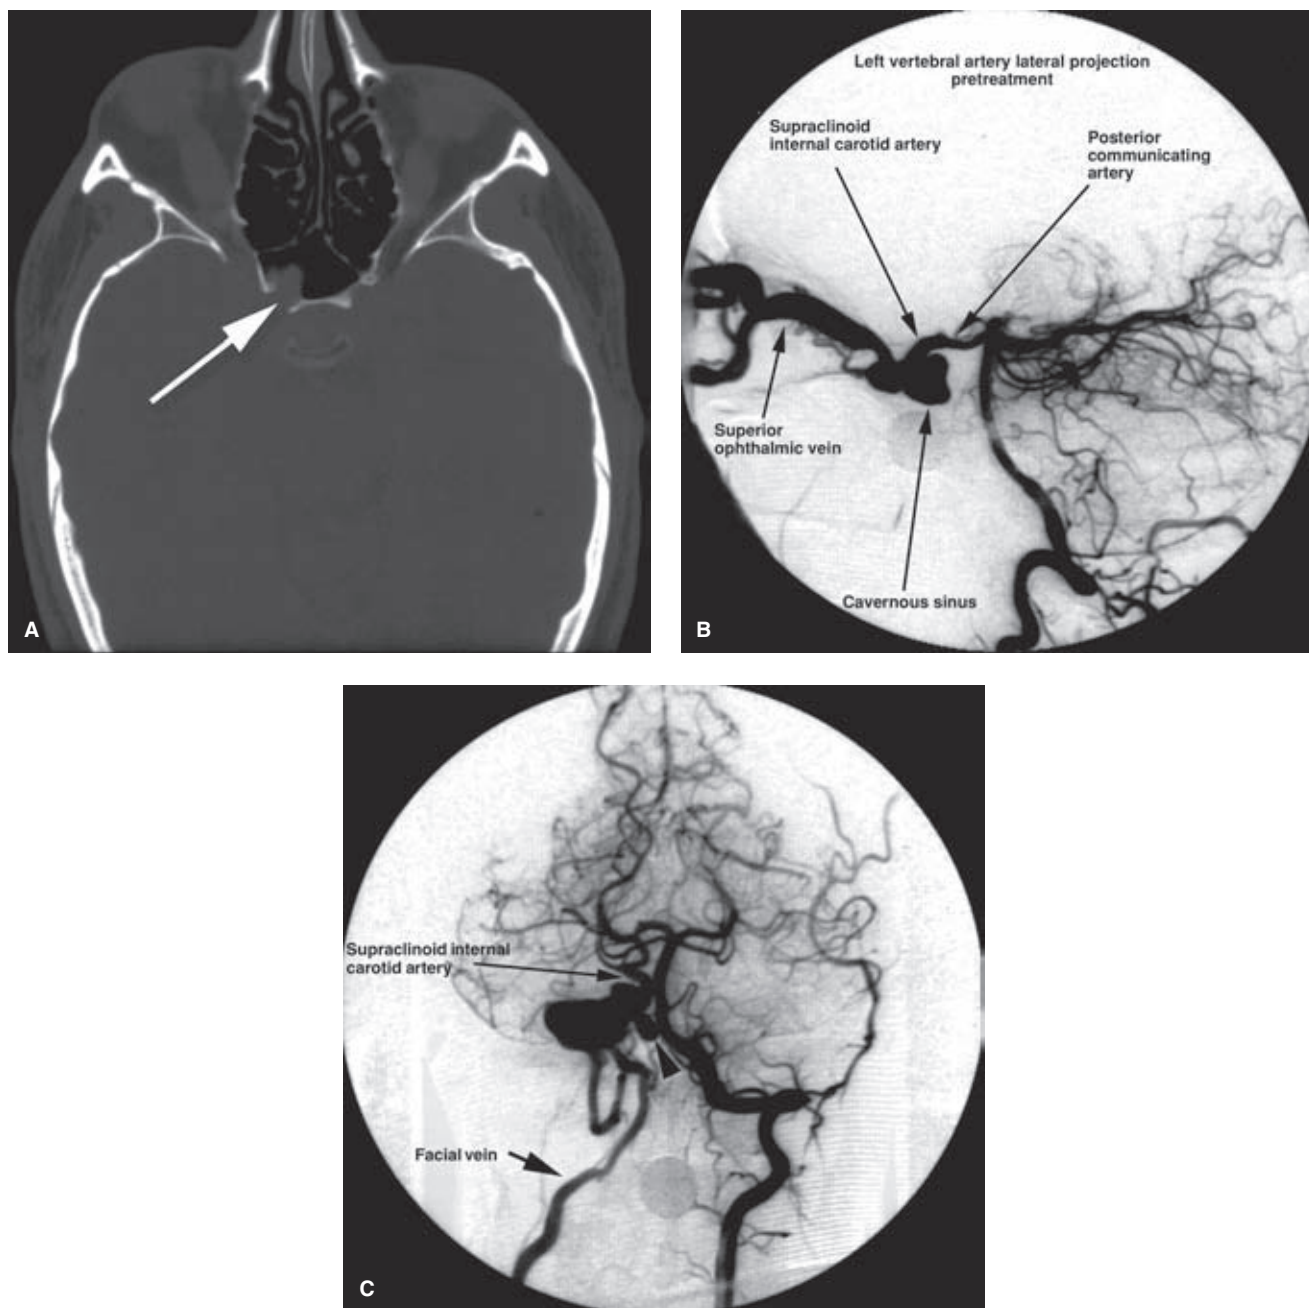 Left vertebral artery lateral projection
pretreatment
Supraclinoid
internal carotid artery
Posterior
communicating
artery
Superior
ophthalmic vein
Cavernous sinus
A
B
Supraclinoid internal
carotid artery
Facial vein
C